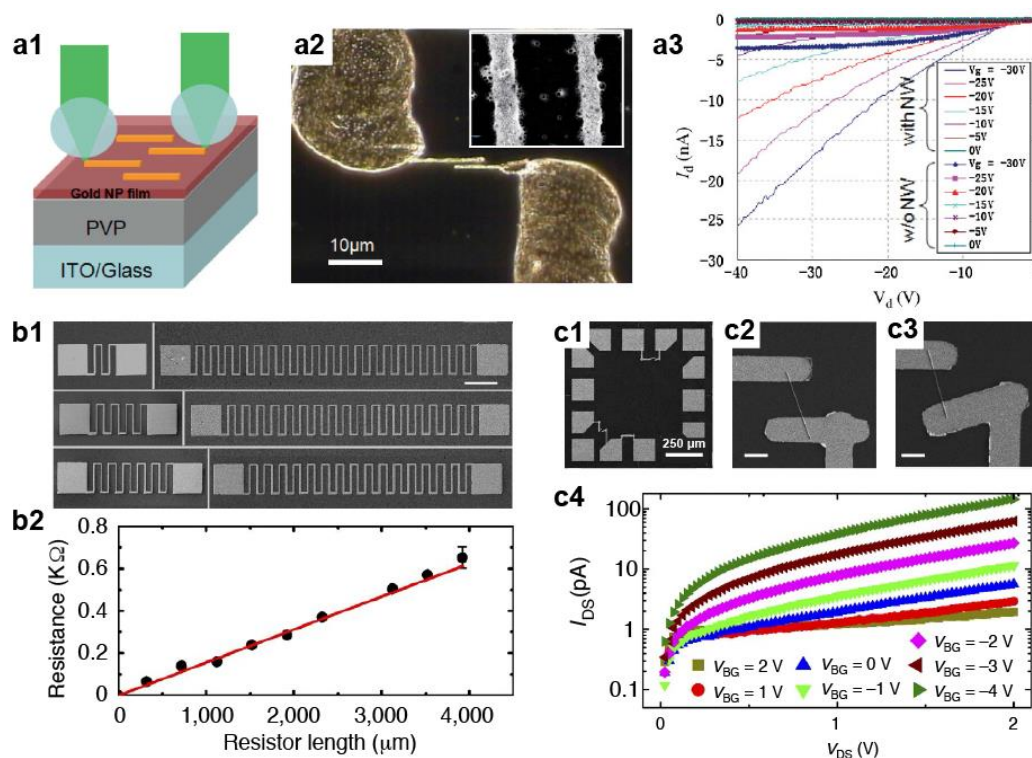 a1
Gold NP film
PVP
ITO/Glass
a2
10μm
a3
0
-5
-10
-15
-20
-25
-30
I_d (nA)
-40
-30
-20
-10
V_d (V)
with NW
Vg = -30V
-25V
-20V
-15V
-10V
-5V
0V
w/o NW
Vg = -30V
-25V
-20V
-15V
-10V
-5V
0V
b1
b2
Resistance (KΩ)
0.8
0.6
0.4
0.2
0
0
1,000
2,000
3,000
4,000
Resistor length (μm)
c1
250 μm
c2
c3
c4
I_DS (pA)
100
10
1
0.1
V_BG = 2 V
V_BG = 1 V
V_BG = 0 V
V_BG = -1 V
V_BG = -2 V
V_BG = -3 V
V_BG = -4 V
0
1
2
V_DS (V)